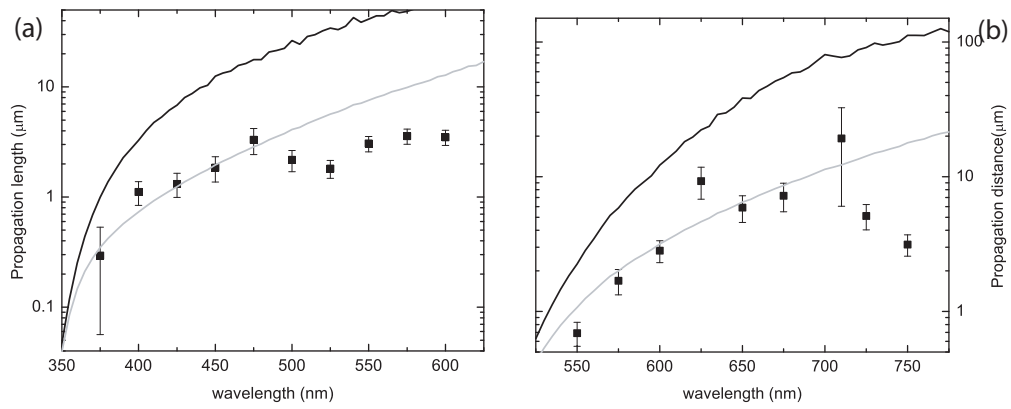 (a)
Propagation length (μm)
10
1
0.1
350
400
450
500
550
600
wavelength (nm)
(b)
100
10
1
Propagation distance(μm)
550
600
650
700
750
wavelength (nm)